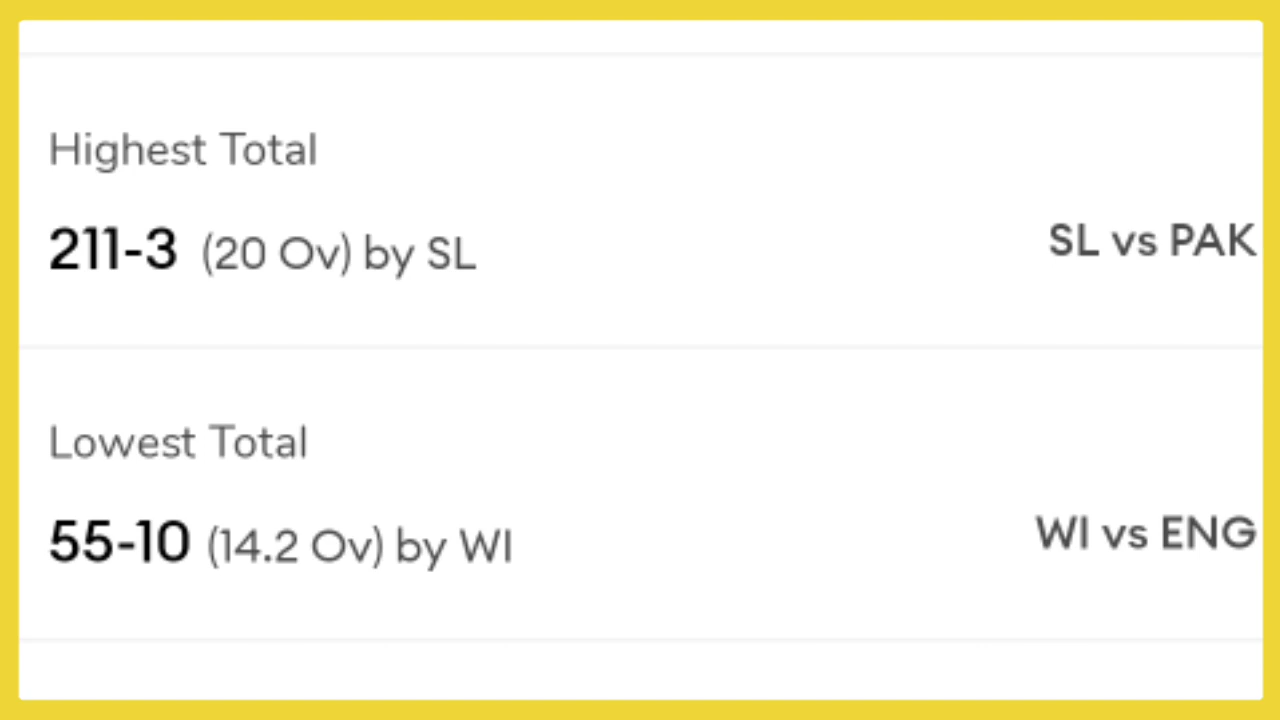 Highest Total
211-3 (20 Ov) by SL
SL vs PAK
Lowest Total
55-10 (14.2 Ov) by WI
WI vs ENG